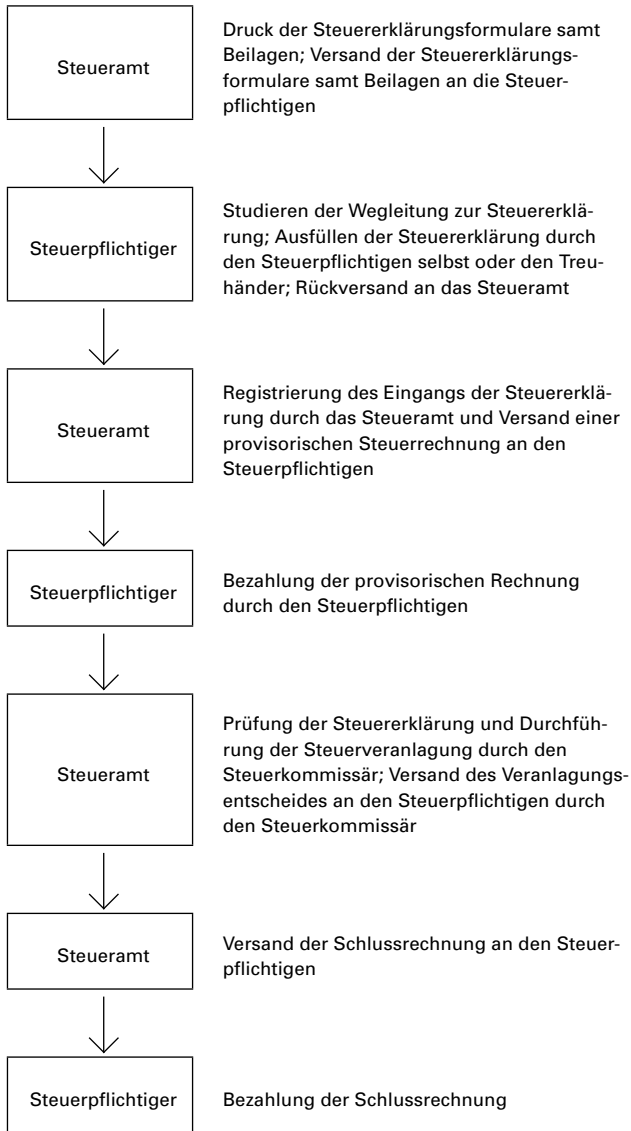 Steueramt
Druck der Steuererklärungsformulare samt
Beilagen; Versand der Steuererklärungs-
formulare samt Beilagen an die Steuer-
pflichtigen
Steuerpflichtiger
Studieren der Wegleitung zur Steuererklä-
rung; Ausfüllen der Steuererklärung durch
den Steuerpflichtigen selbst oder den Treu-
händer; Rückversand an das Steueramt
Steueramt
Registrierung des Eingangs der Steuererklä-
rung durch das Steueramt und Versand einer
provisorischen Steuerrechnung an den
Steuerpflichtigen
Steuerpflichtiger
Bezahlung der provisorischen Rechnung
durch den Steuerpflichtigen
Steueramt
Prüfung der Steuererklärung und Durchfüh-
rung der Steuerveranlagung durch den
Steuerkommissär; Versand des Veranlagungs-
entscheides an den Steuerpflichtigen durch
den Steuerkommissär
Steueramt
Versand der Schlussrechnung an den Steuer-
pflichtigen
Steuerpflichtiger
Bezahlung der Schlussrechnung